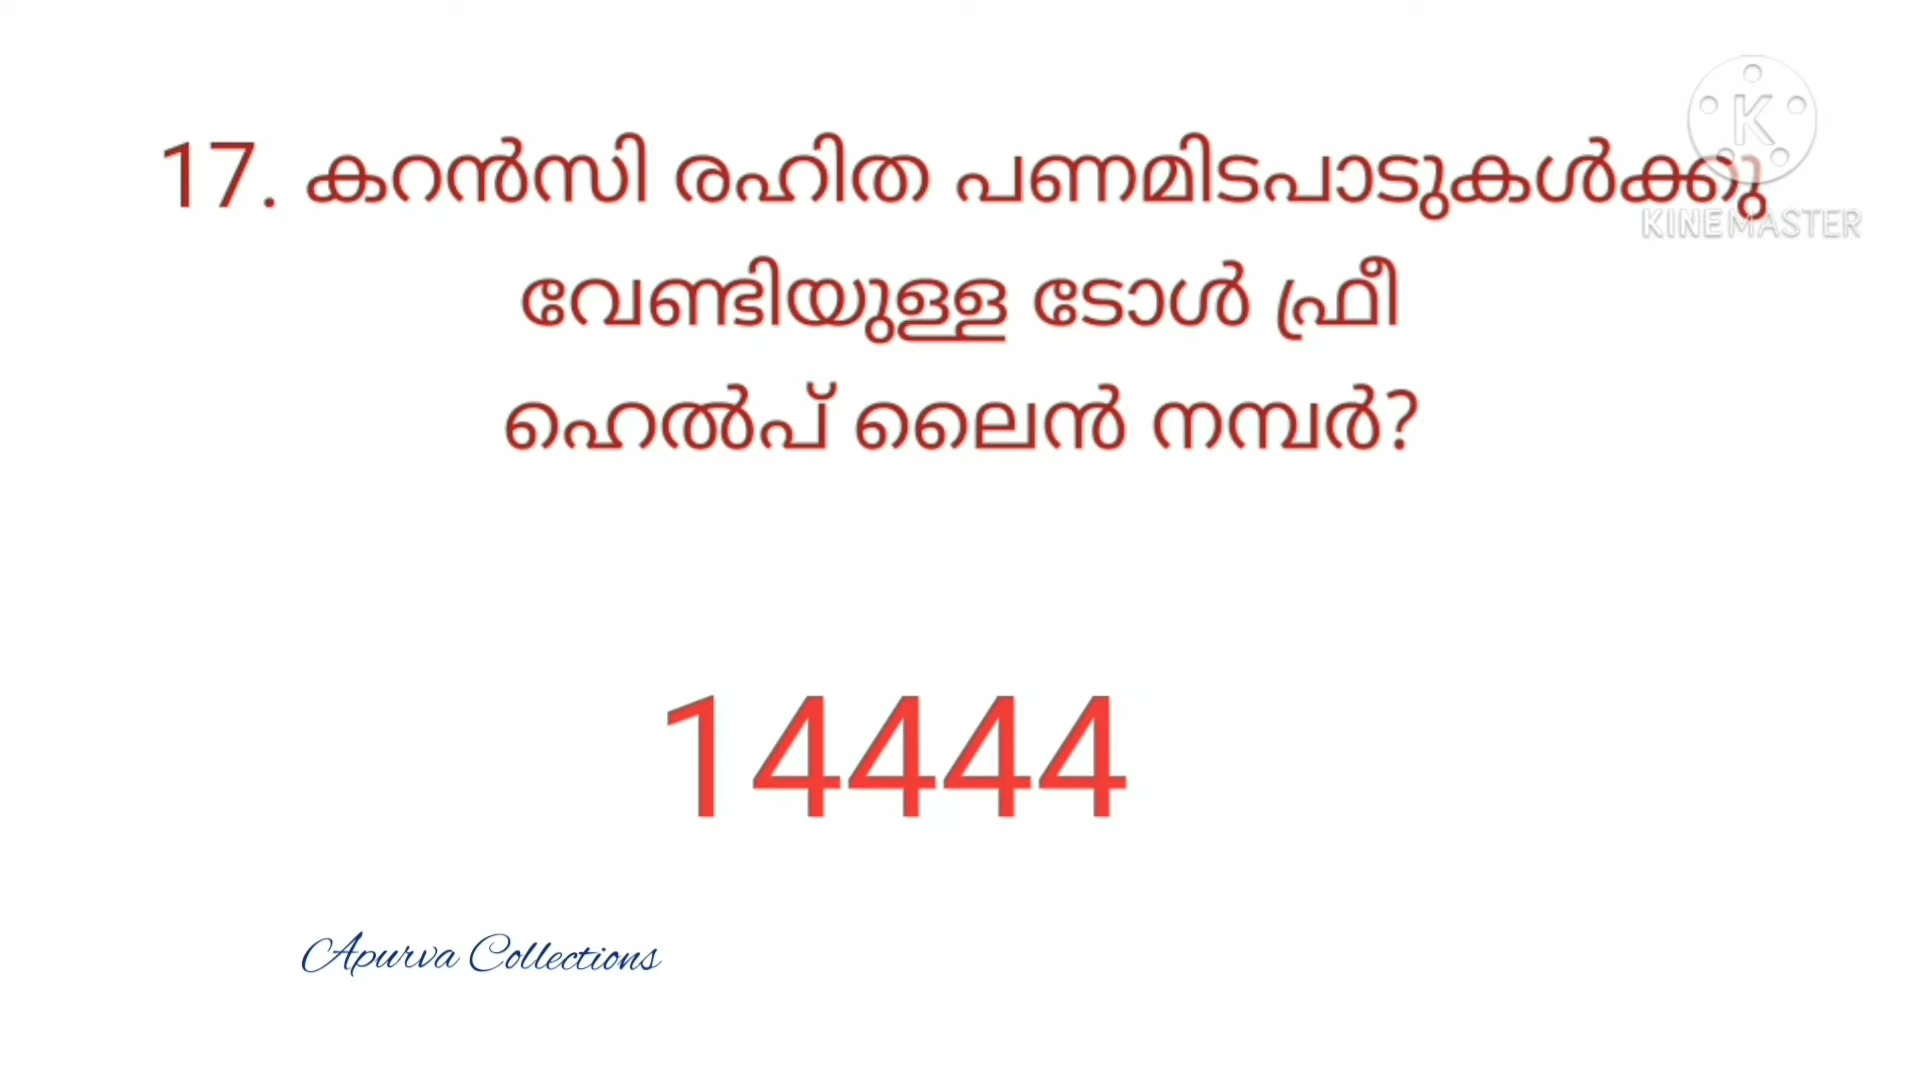 17. കറൻസി രഹിത പണമിടപാടുകൾക്കു
വേണ്ടിയുള്ള ടോൾ ഫ്രീ
ഹെൽപ് ലൈൻ നമ്പർ?
14444
Apurva Collections
K
KINEMASTER